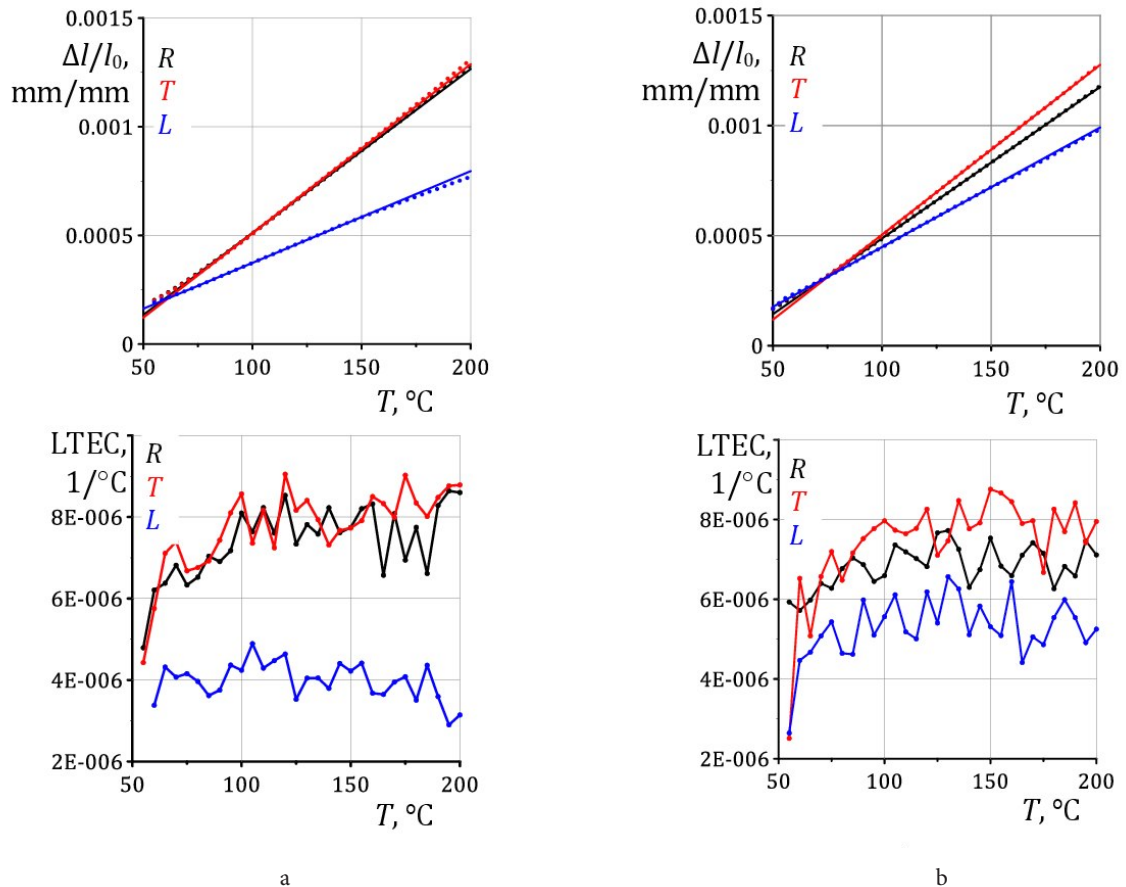 0.0015
Δl/l₀, R
mm/mm T
0.001 L
0.0005
0
50 100 150 200
T, °C
0.0015
Δl/l₀, R
mm/mm T
0.001 L
0.0005
0
50 100 150 200
T, °C
LTEC, R
1/°C T
8E-006 L
6E-006
4E-006
2E-006
50 100 150 200
T, °C
a
LTEC, R
1/°C T
8E-006 L
6E-006
4E-006
2E-006
50 100 150 200
T, °C
b